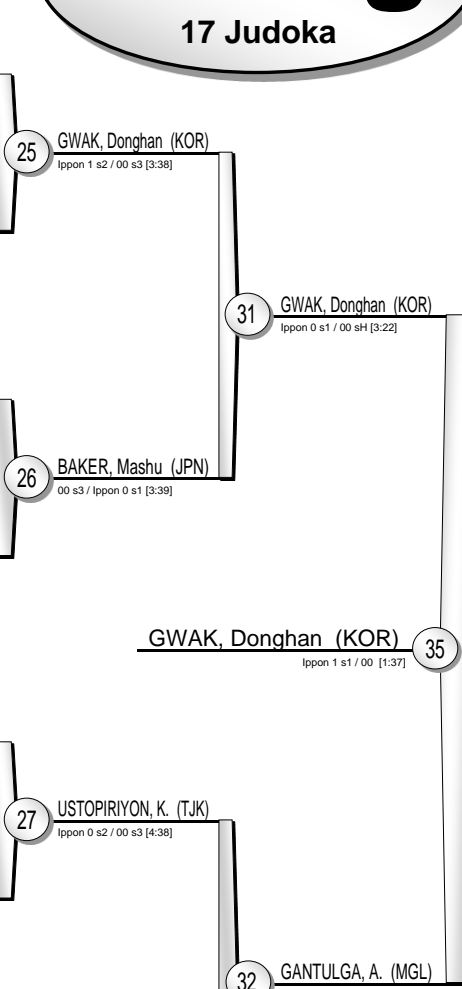 17 Judoka
25
GWAK, Donghan (KOR)
Ippon 1 s2 / 00 s3 [3:38]
31
GWAK, Donghan (KOR)
Ippon 0 s1 / 00 sH [3:22]
26
BAKER, Mashu (JPN)
00 s3 / Ippon 0 s1 [3:39]
GWAK, Donghan (KOR)
35
Ippon 1 s1 / 00 [1:37]
27
USTOPIRIYON, K. (TJK)
Ippon 0 s2 / 00 s3 [4:38]
32
GANTULGA, A. (MGL)